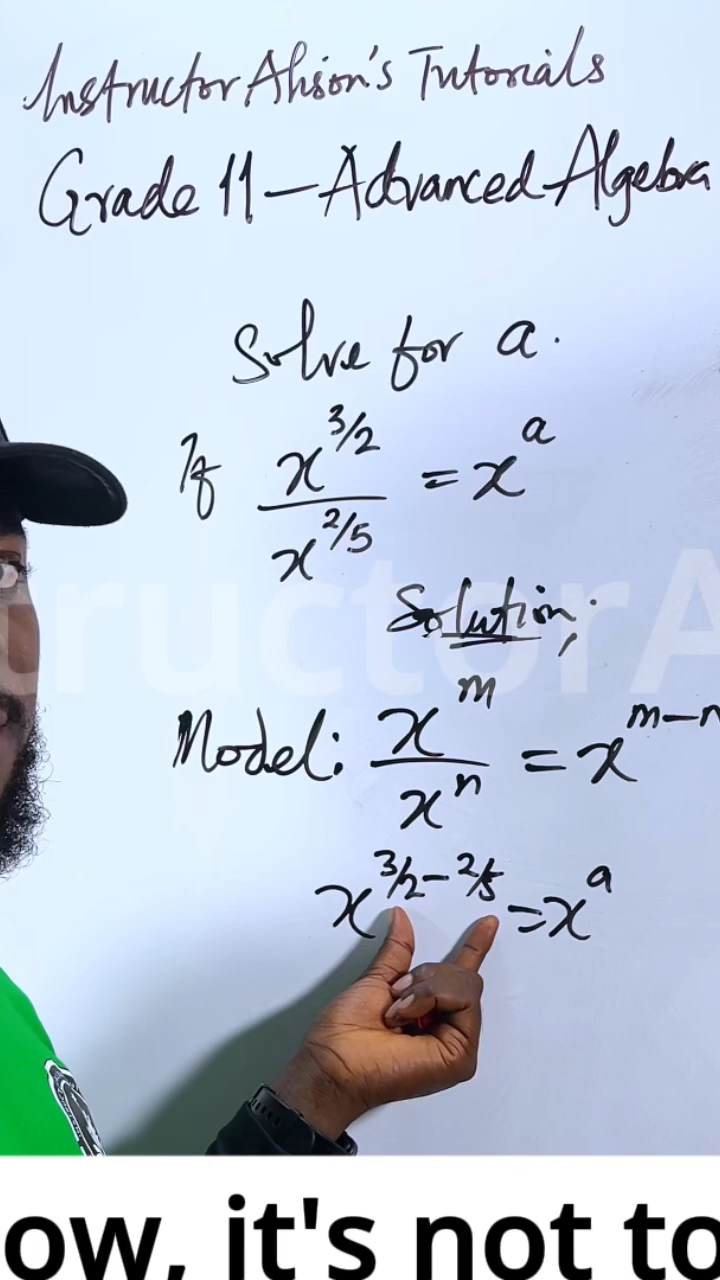 Instructor Alison's Tutorials
Grade 11 – Advanced Algebra
Solve for a.
If x^(3/2) / x^(2/5) = x^a
Solution;
Model: x^m / x^n = x^(m-n
x^(3/2 - 2/5) = x^a
ructorA
ow, it's not to